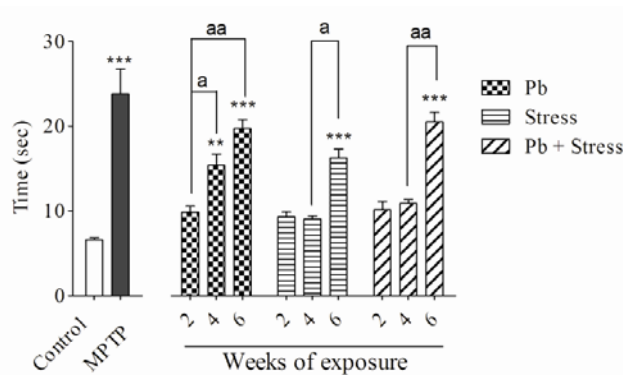 Time (sec)
30
20
10
0
***
Control
MPTP
aa
a
**
***
a
***
aa
***
2 4 6 2 4 6 2 4 6
Weeks of exposure
Pb
Stress
Pb + Stress